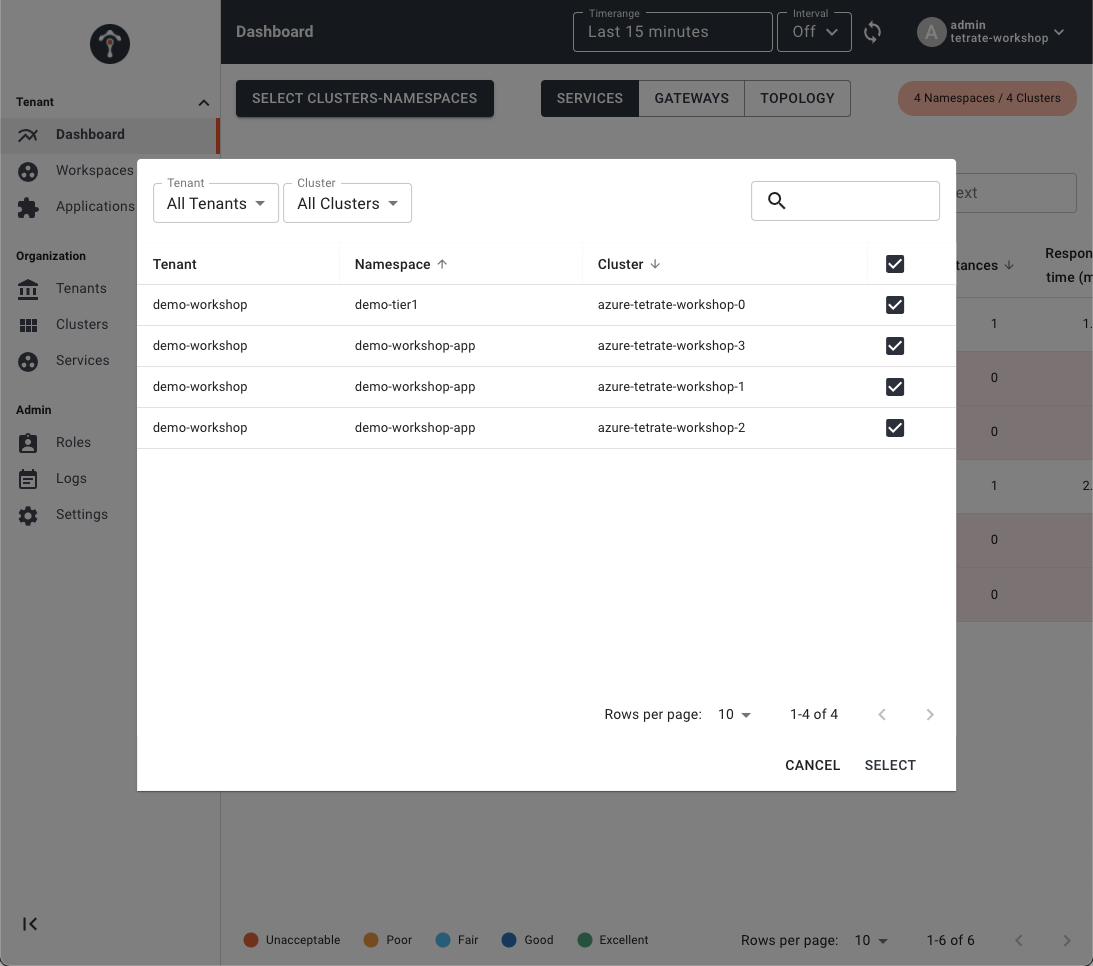 Dashboard
Timerange
Last 15 minutes
Interval
Off
A
admin
tetrate-workshop
Tenant
Dashboard
Workspaces
Applications
Organization
Tenants
Clusters
Services
Admin
Roles
Logs
Settings
SELECT CLUSTERS-NAMESPACES
SERVICES GATEWAYS TOPOLOGY
4 Namespaces / 4 Clusters
Tenant
All Tenants
Cluster
All Clusters
Tenant Namespace Cluster
demo-workshop demo-tier1 azure-tetrate-workshop-0
demo-workshop demo-workshop-app azure-tetrate-workshop-3
demo-workshop demo-workshop-app azure-tetrate-workshop-1
demo-workshop demo-workshop-app azure-tetrate-workshop-2
Rows per page: 10 1-4 of 4
CANCEL SELECT
ext
tances
Respon
time (m
1 1.
0
0
1 2.
0
0
Unacceptable Poor Fair Good Excellent
Rows per page: 10 1-6 of 6